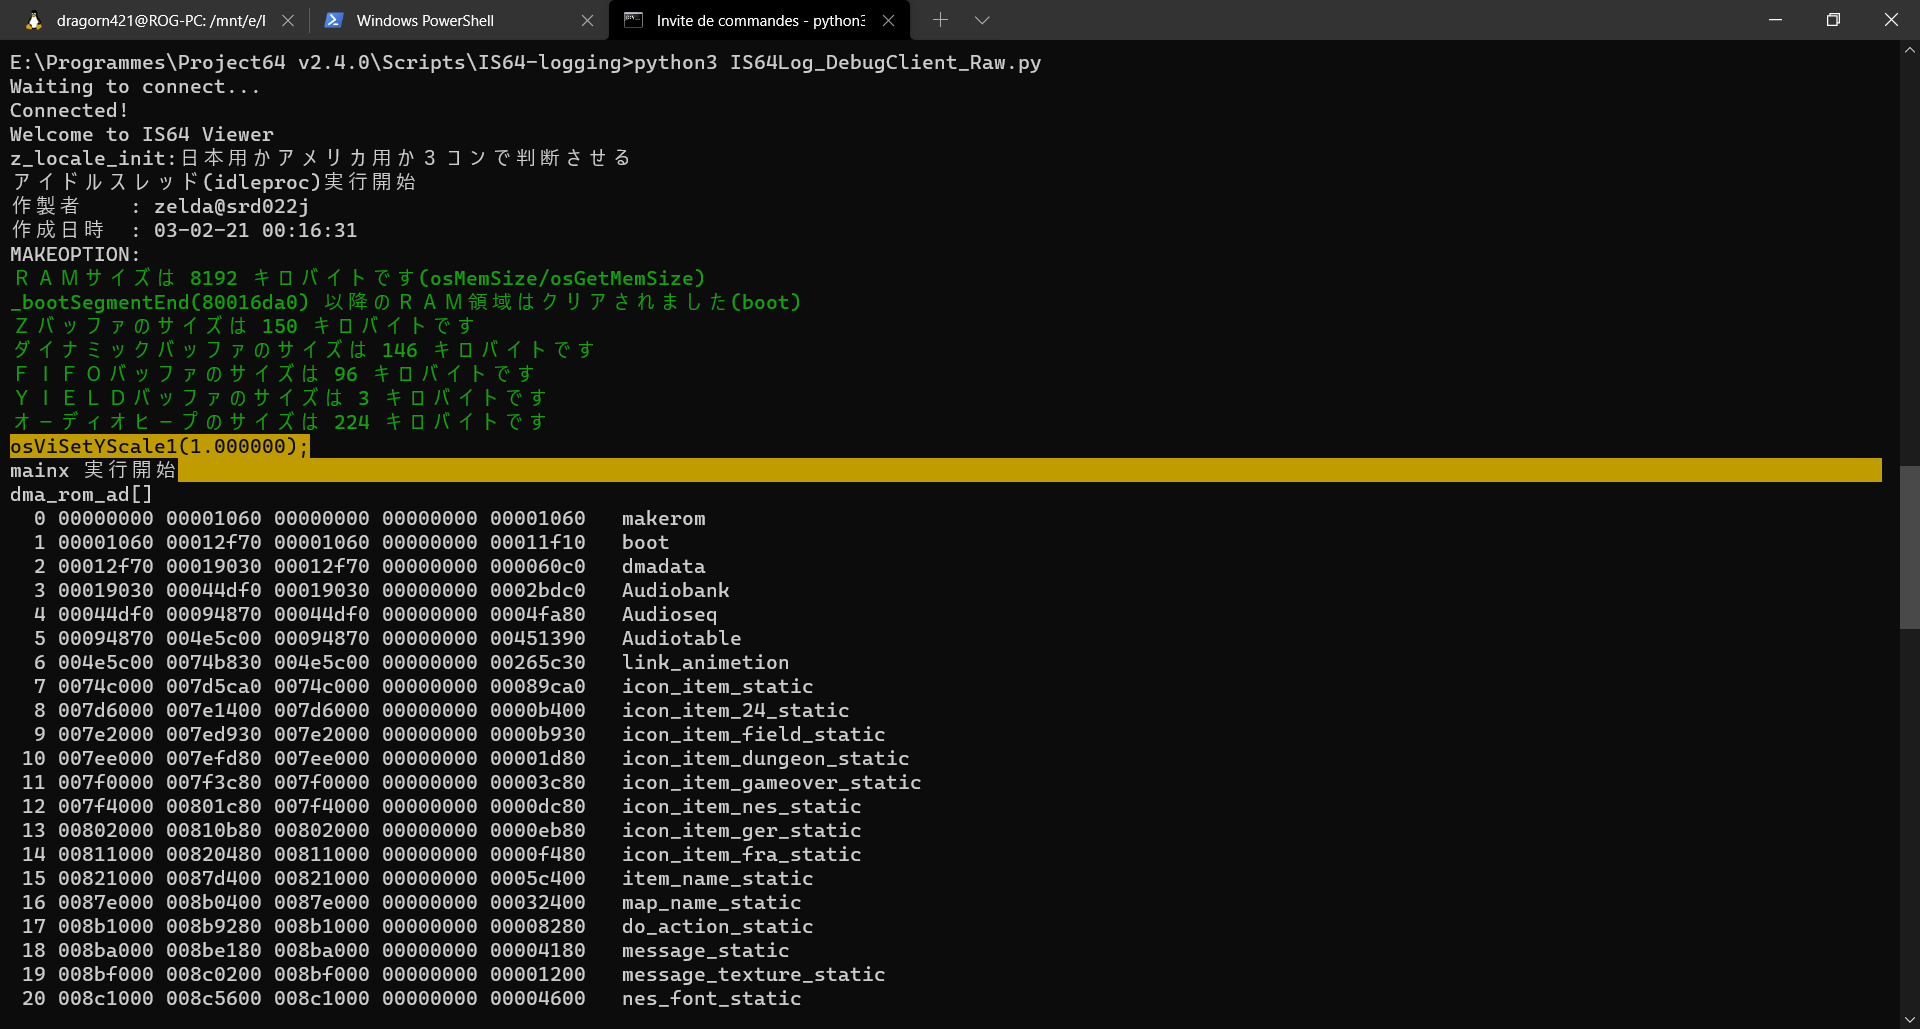 dragorn421@ROG-PC: /mnt/e/
Windows PowerShell
Invite de commandes - python3
E:\Programmes\Project64 v2.4.0\Scripts\IS64-logging>python3 IS64Log_DebugClient_Raw.py
Waiting to connect...
Connected!
Welcome to IS64 Viewer
z_locale_init:日本用かアメリカ用か３コンで判断させる
アイドルスレッド(idleproc)実行開始
作製者    : zelda@srd022j
作成日時  : 03-02-21 00:16:31
MAKEOPTION:
ＲＡＭサイズは 8192 キロバイトです(osMemSize/osGetMemSize)
_bootSegmentEnd(80016da0) 以降のＲＡＭ領域はクリアされました(boot)
Ｚバッファのサイズは 150 キロバイトです
ダイナミックバッファのサイズは 146 キロバイトです
ＦＩＦＯバッファのサイズは 96 キロバイトです
ＹＩＥＬＤバッファのサイズは 3 キロバイトです
オーディオヒープのサイズは 224 キロバイトです
osViSetYScale1(1.000000);
mainx 実行開始
dma_rom_ad[]
0 00000000 00001060 00000000 00000000 00001060   makerom
1 00001060 00012f70 00001060 00000000 00011f10   boot
2 00012f70 00019030 00012f70 00000000 000060c0   dmadata
3 00019030 00044df0 00019030 00000000 0002bdc0   Audiobank
4 00044df0 00094870 00044df0 00000000 0004fa80   Audioseq
5 00094870 004e5c00 00094870 00000000 00451390   Audiotable
6 004e5c00 0074b830 004e5c00 00000000 00265c30   link_animetion
7 0074c000 007d5ca0 0074c000 00000000 00089ca0   icon_item_static
8 007d6000 007e1400 007d6000 00000000 0000b400   icon_item_24_static
9 007e2000 007ed930 007e2000 00000000 0000b930   icon_item_field_static
10 007ee000 007efd80 007ee000 00000000 00001d80   icon_item_dungeon_static
11 007f0000 007f3c80 007f0000 00000000 00003c80   icon_item_gameover_static
12 007f4000 00801c80 007f4000 00000000 0000dc80   icon_item_nes_static
13 00802000 00810b80 00802000 00000000 0000eb80   icon_item_ger_static
14 00811000 00820480 00811000 00000000 0000f480   icon_item_fra_static
15 00821000 0087d400 00821000 00000000 0005c400   item_name_static
16 0087e000 008b0400 0087e000 00000000 00032400   map_name_static
17 008b1000 008b9280 008b1000 00000000 00008280   do_action_static
18 008ba000 008be180 008ba000 00000000 00004180   message_static
19 008bf000 008c0200 008bf000 00000000 00001200   message_texture_static
20 008c1000 008c5600 008c1000 00000000 00004600   nes_font_static